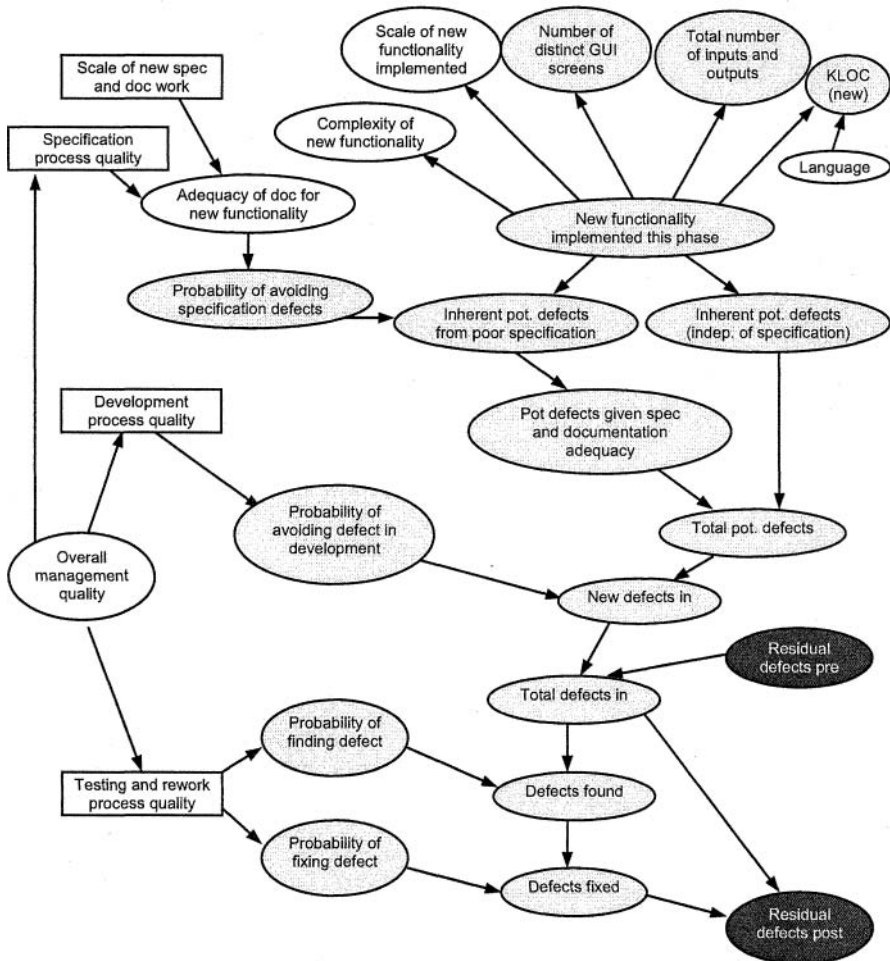 Scale of new
functionality
implemented
Number of
distinct GUI
screens
Total number
of inputs and
outputs
KLOC
(new)
Scale of new spec
and doc work
Complexity of
new functionality
Specification
process quality
Language
Adequacy of doc for
new functionality
New functionality
implemented this phase
Probability of avoiding
specification defects
Inherent pot. defects
from poor specification
Inherent pot. defects
(indep. of specification)
Development
process quality
Pot defects given spec
and documentation
adequacy
Probability of
avoiding defect in
development
Total pot. defects
Overall
management
quality
New defects in
Residual
defects pre
Total defects in
Probability of
finding defect
Testing and rework
process quality
Defects found
Probability of
fixing defect
Defects fixed
Residual
defects post